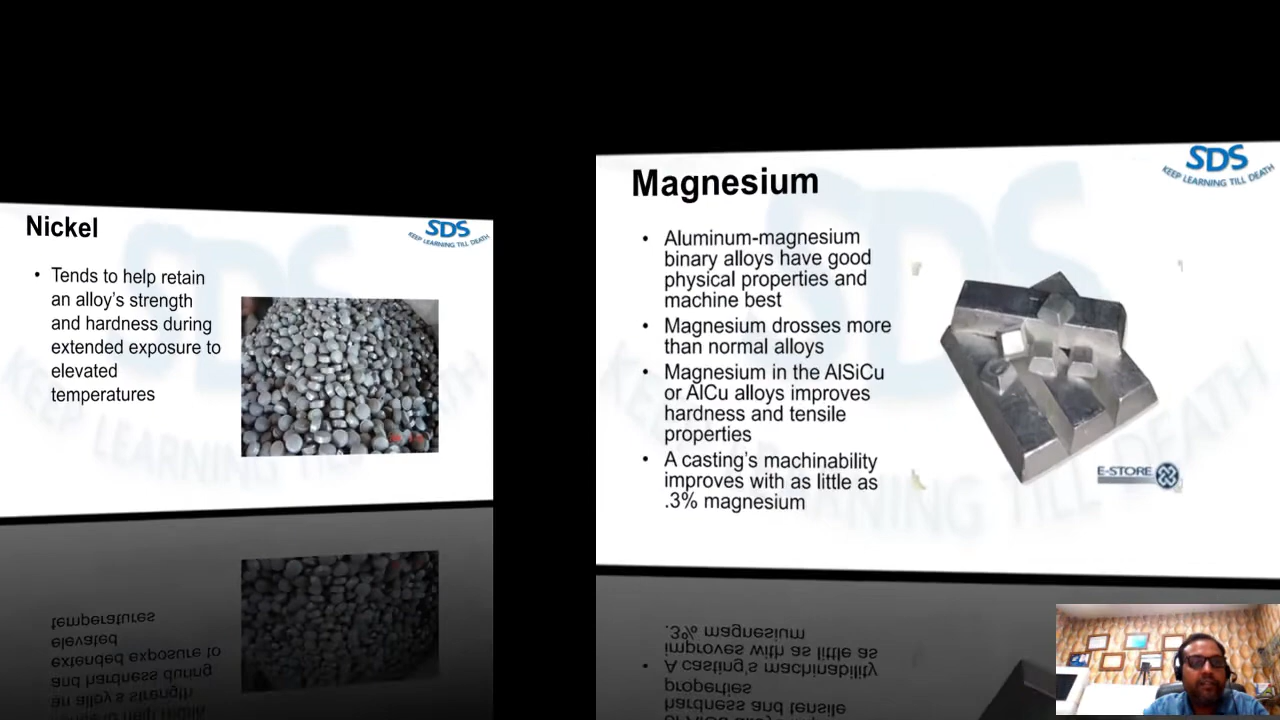 Nickel
SDS
KEEP LEARNING TILL DEATH
• Tends to help retain
an alloy's strength
and hardness during
extended exposure to
elevated
temperatures
Magnesium
SDS
KEEP LEARNING TILL DEATH
• Aluminum-magnesium
binary alloys have good
physical properties and
machine best
• Magnesium drosses more
than normal alloys
• Magnesium in the AlSiCu
or AlCu alloys improves
hardness and tensile
properties
• A casting's machinability
improves with as little as
.3% magnesium
E-STORE